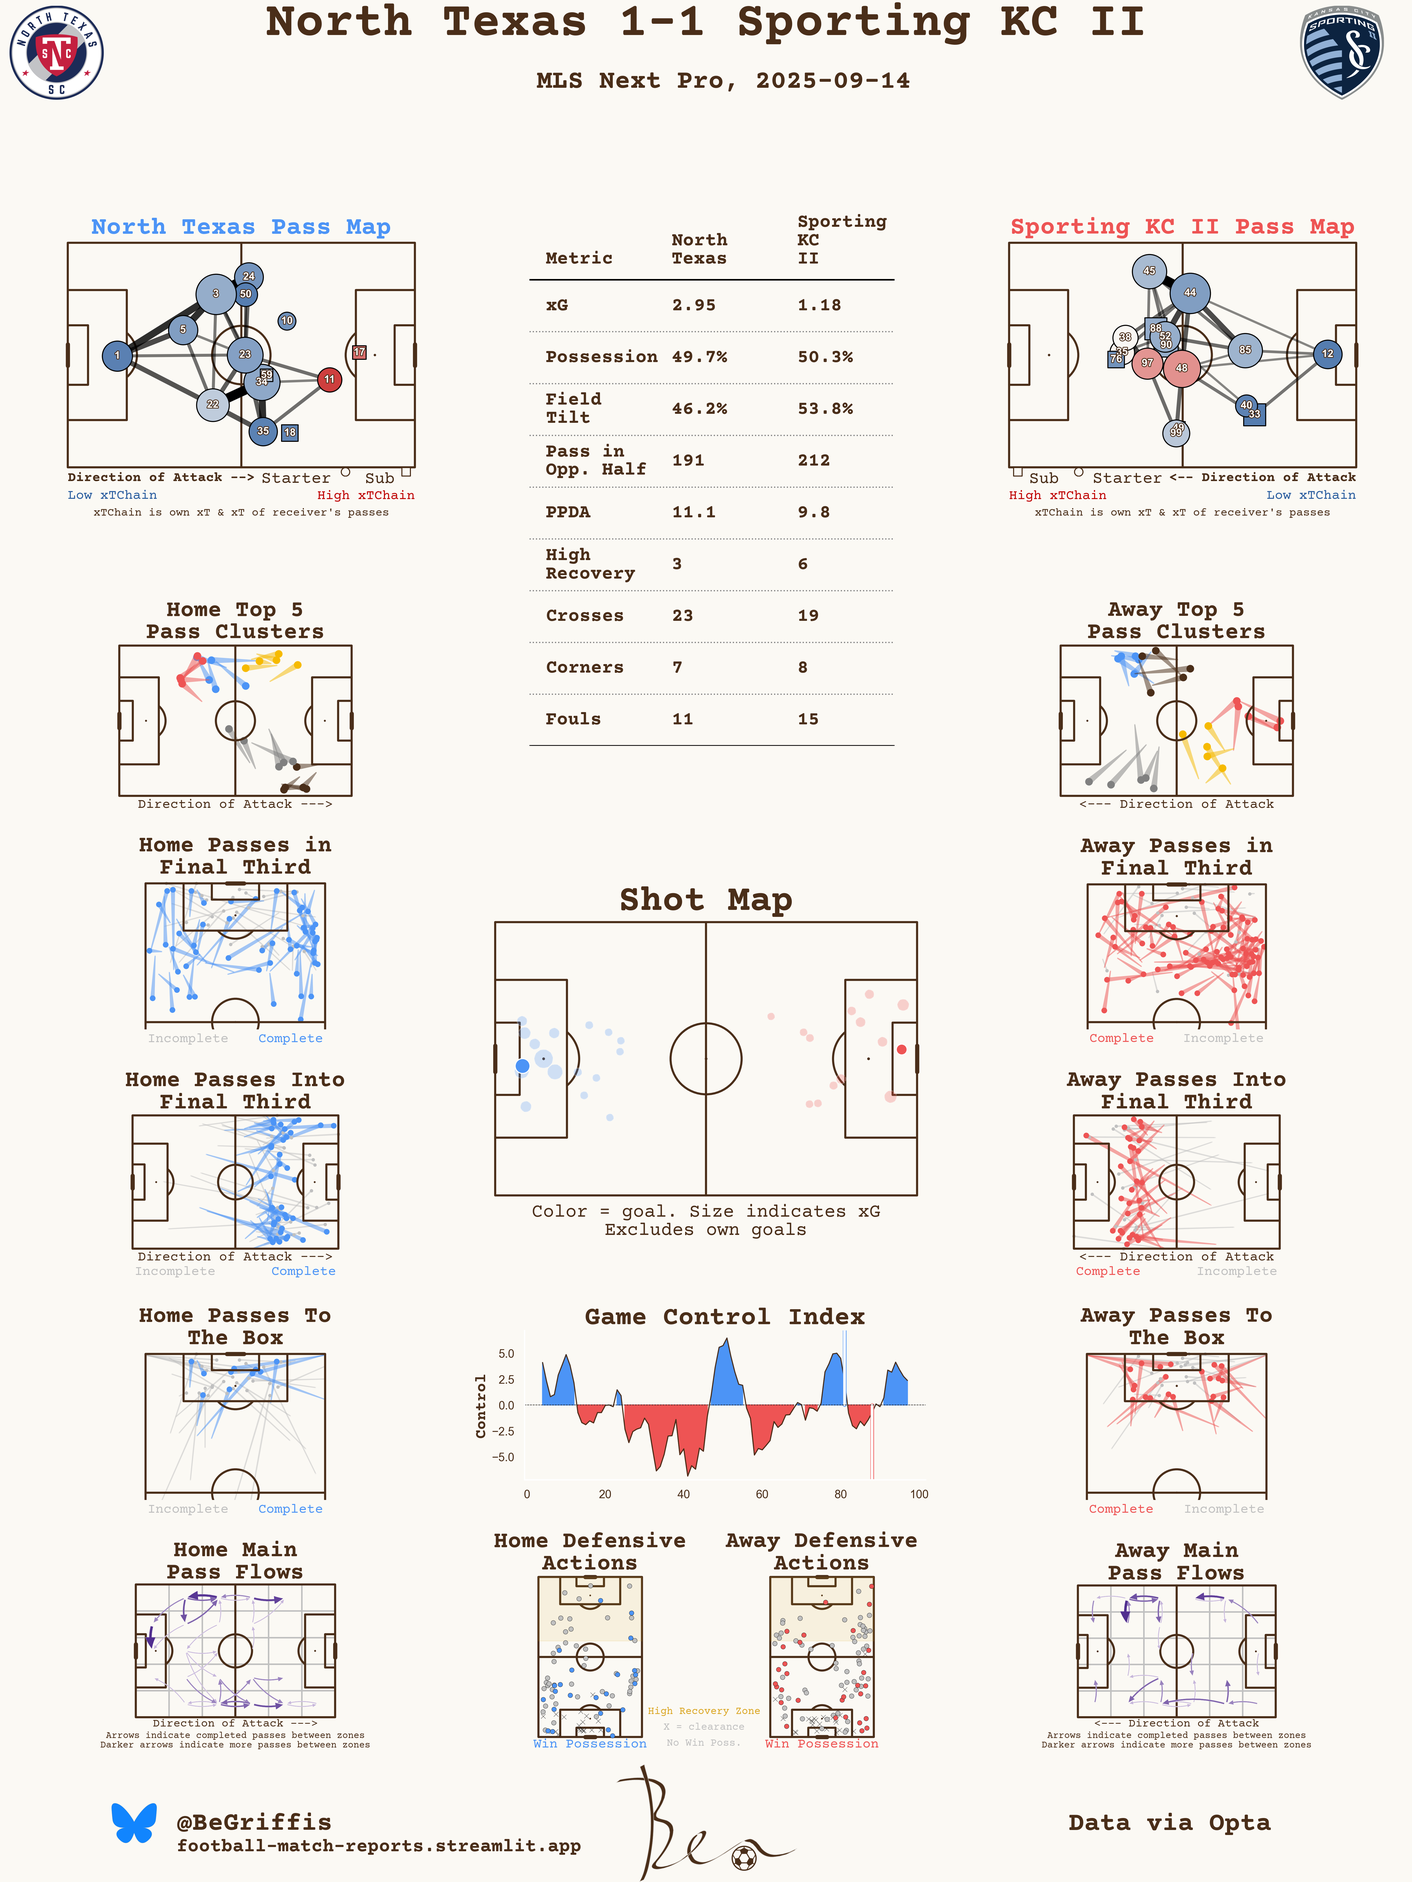 North Texas 1-1 Sporting KC II
MLS Next Pro, 2025-09-14
NORTH TEXAS
SC
KANSAS CITY
SPORTING
II
North Texas Pass Map
1
3
5
22
23
24
50
10
59
34
35
18
11
17
Direction of Attack --> Starter Sub
Low xTChain High xTChain
xTChain is own xT & xT of receiver's passes
Metric North Texas Sporting KC II
xG 2.95 1.18
Possession 49.7% 50.3%
Field Tilt 46.2% 53.8%
Pass in Opp. Half 191 212
PPDA 11.1 9.8
High Recovery 3 6
Crosses 23 19
Corners 7 8
Fouls 11 15
Sporting KC II Pass Map
45
44
38
88
52
90
35
76
97
48
85
12
40
33
49
99
Sub Starter <-- Direction of Attack
High xTChain Low xTChain
xTChain is own xT & xT of receiver's passes
Home Top 5
Pass Clusters
Direction of Attack --->
Away Top 5
Pass Clusters
<--- Direction of Attack
Home Passes in
Final Third
Incomplete Complete
Shot Map
Color = goal. Size indicates xG
Excludes own goals
Away Passes in
Final Third
Complete Incomplete
Home Passes Into
Final Third
Direction of Attack --->
Incomplete Complete
Away Passes Into
Final Third
<--- Direction of Attack
Complete Incomplete
Home Passes To
The Box
Incomplete Complete
Game Control Index
Control
5.0
2.5
0.0
−2.5
−5.0
0 20 40 60 80 100
Away Passes To
The Box
Complete Incomplete
Home Main
Pass Flows
Direction of Attack --->
Arrows indicate completed passes between zones
Darker arrows indicate more passes between zones
Home Defensive
Actions
Win Possession
High Recovery Zone
X = clearance
No Win Poss.
Away Defensive
Actions
Win Possession
Away Main
Pass Flows
<--- Direction of Attack
Arrows indicate completed passes between zones
Darker arrows indicate more passes between zones
@BeGriffis
football-match-reports.streamlit.app
Ben
Data via Opta